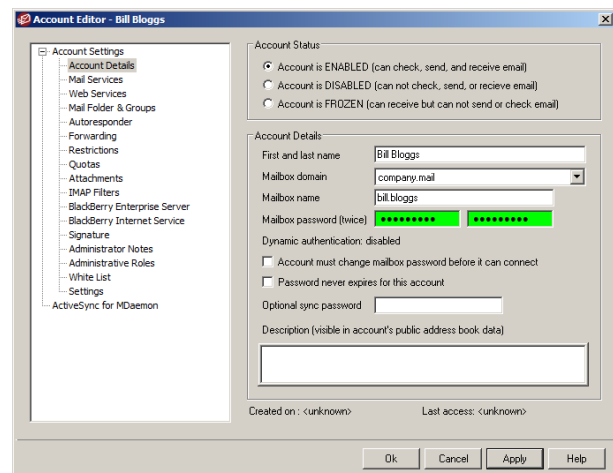 Account Editor - Bill Bloggs
Account Settings
Account Details
Mail Services
Web Services
Mail Folder & Groups
Autoresponder
Forwarding
Restrictions
Quotas
Attachments
IMAP Filters
BlackBerry Enterprise Server
BlackBerry Internet Service
Signature
Administrator Notes
Administrative Roles
White List
Settings
ActiveSync for MDaemon
Account Status
Account is ENABLED (can check, send, and receive email)
Account is DISABLED (can not check, send, or recieve email)
Account is FROZEN (can receive but can not send or check email)
Account Details
First and last name Bill Bloggs
Mailbox domain company.mail
Mailbox name bill.bloggs
Mailbox password (twice) ●●●●●●●●● ●●●●●●●●●
Dynamic authentication: disabled
Account must change mailbox password before it can connect
Password never expires for this account
Optional sync password
Description (visible in account's public address book data)
Created on : <unknown> Last access: <unknown>
Ok Cancel Apply Help